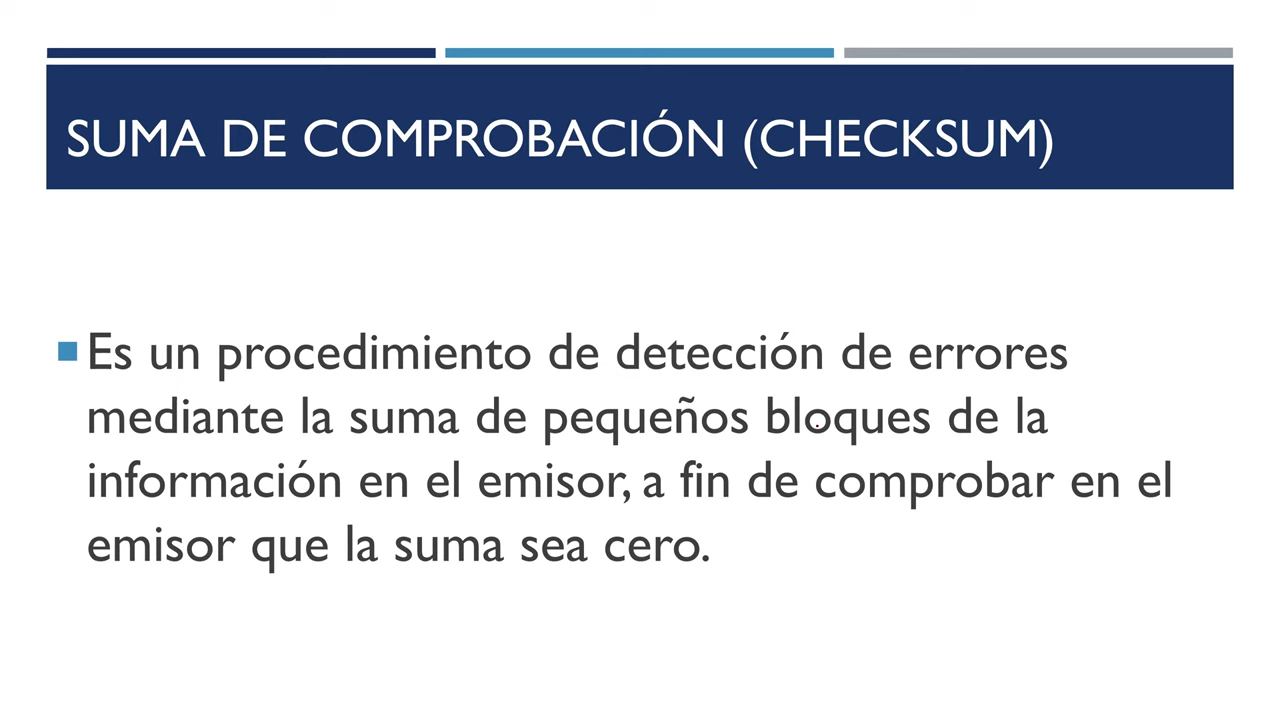 SUMA DE COMPROBACIÓN (CHECKSUM)
Es un procedimiento de detección de errores
mediante la suma de pequeños bloques de la
información en el emisor, a fin de comprobar en el
emisor que la suma sea cero.